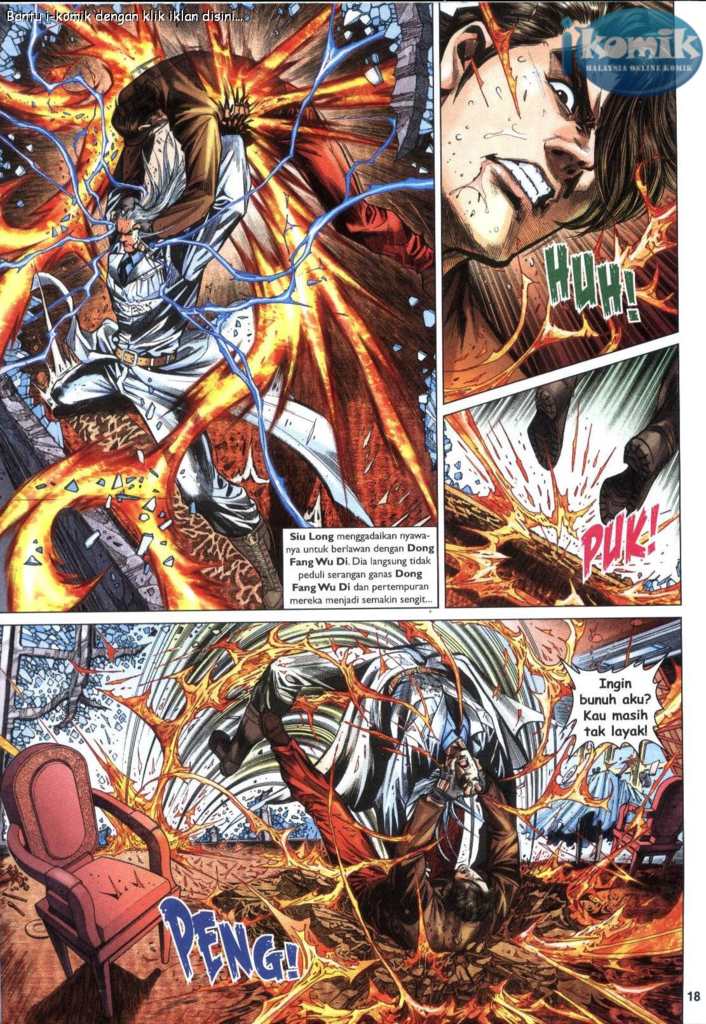 Bantu i-komik dengan klik iklan disini...
ikomik
MALAYSIA ONLINE KOMIK
HUH!
PUK!
Siu Long menggadaikan nyawa-
nya untuk berlawan dengan Dong
Fang Wu Di. Dia langsung tidak
peduli serangan ganas Dong
Fang Wu Di dan pertempuran
mereka menjadi semakin sengit...
Ingin
bunuh aku?
Kau masih
tak layak!
PENG!
18